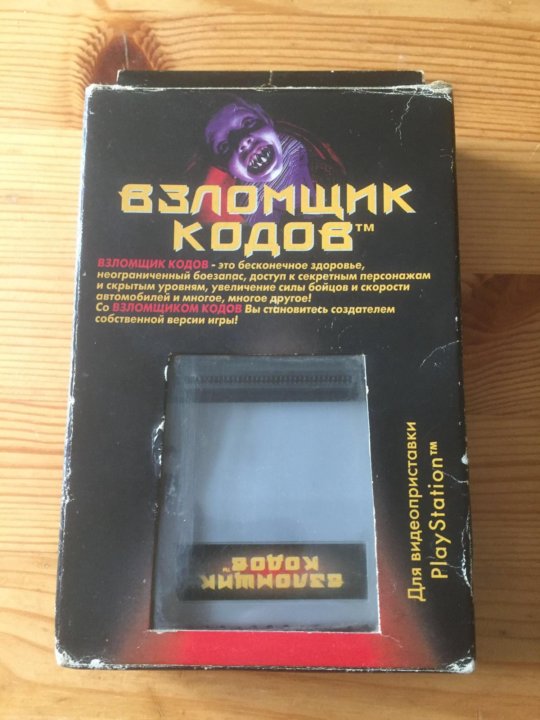 ВЗЛОМЩИК
КОДОВ™
ВЗЛОМЩИК КОДОВ - это бесконечное здоровье,
неограниченный боезапас, доступ к секретным персонажам
и скрытым уровням, увеличение силы бойцов и скорости
автомобилей и многое, многое другое!
Со ВЗЛОМЩИКОМ КОДОВ Вы становитесь создателем
собственной версии игры!
Для видеоприставки
PlayStation™
ВЗЛОМЩИК
КОДОВ™